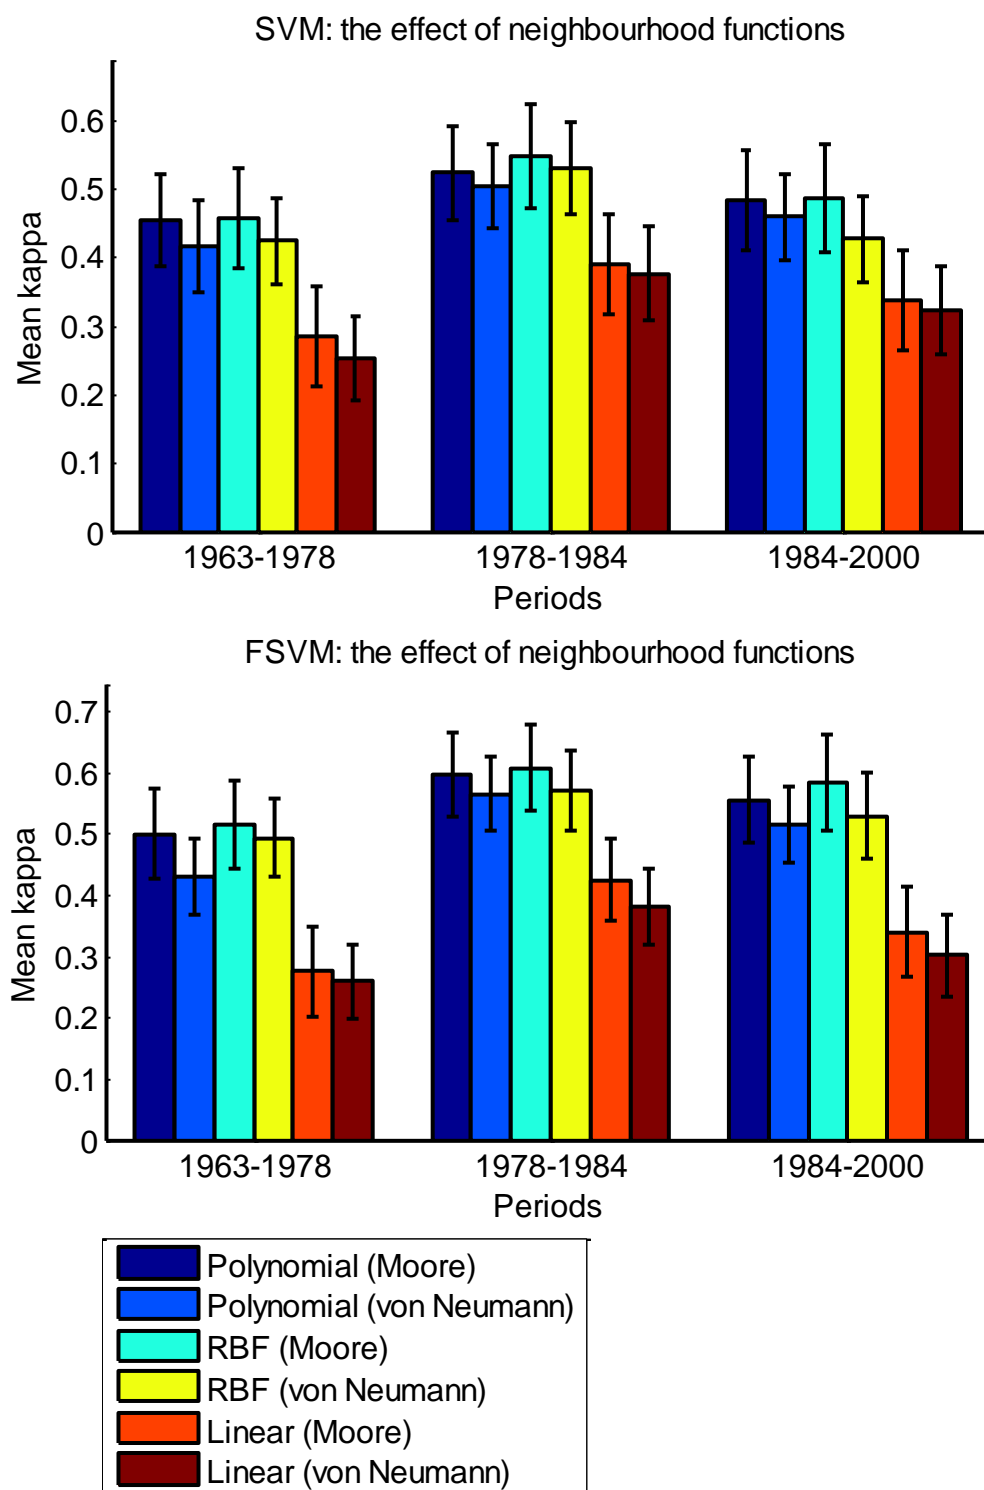 SVM: the effect of neighbourhood functions
Mean kappa
0.6
0.5
0.4
0.3
0.2
0.1
0
1963-1978 1978-1984 1984-2000
Periods
FSVM: the effect of neighbourhood functions
Mean kappa
0.7
0.6
0.5
0.4
0.3
0.2
0.1
0
1963-1978 1978-1984 1984-2000
Periods
Polynomial (Moore)
Polynomial (von Neumann)
RBF (Moore)
RBF (von Neumann)
Linear (Moore)
Linear (von Neumann)